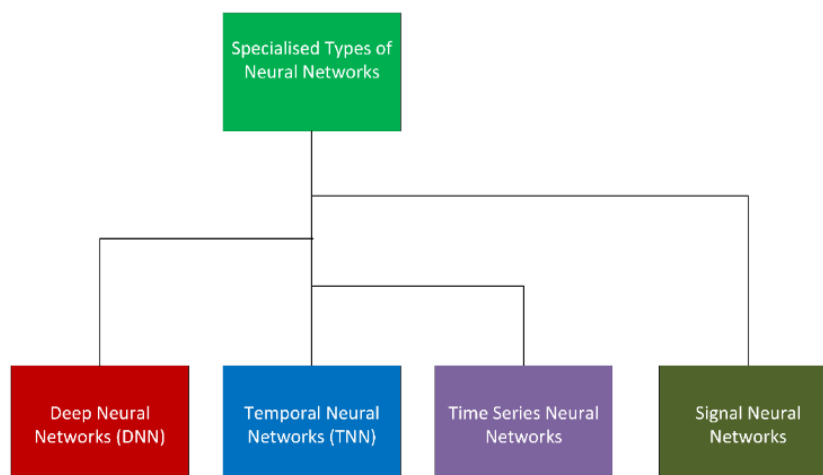 Specialised Types of
Neural Networks
Deep Neural
Networks (DNN)
Temporal Neural
Networks (TNN)
Time Series Neural
Networks
Signal Neural
Networks